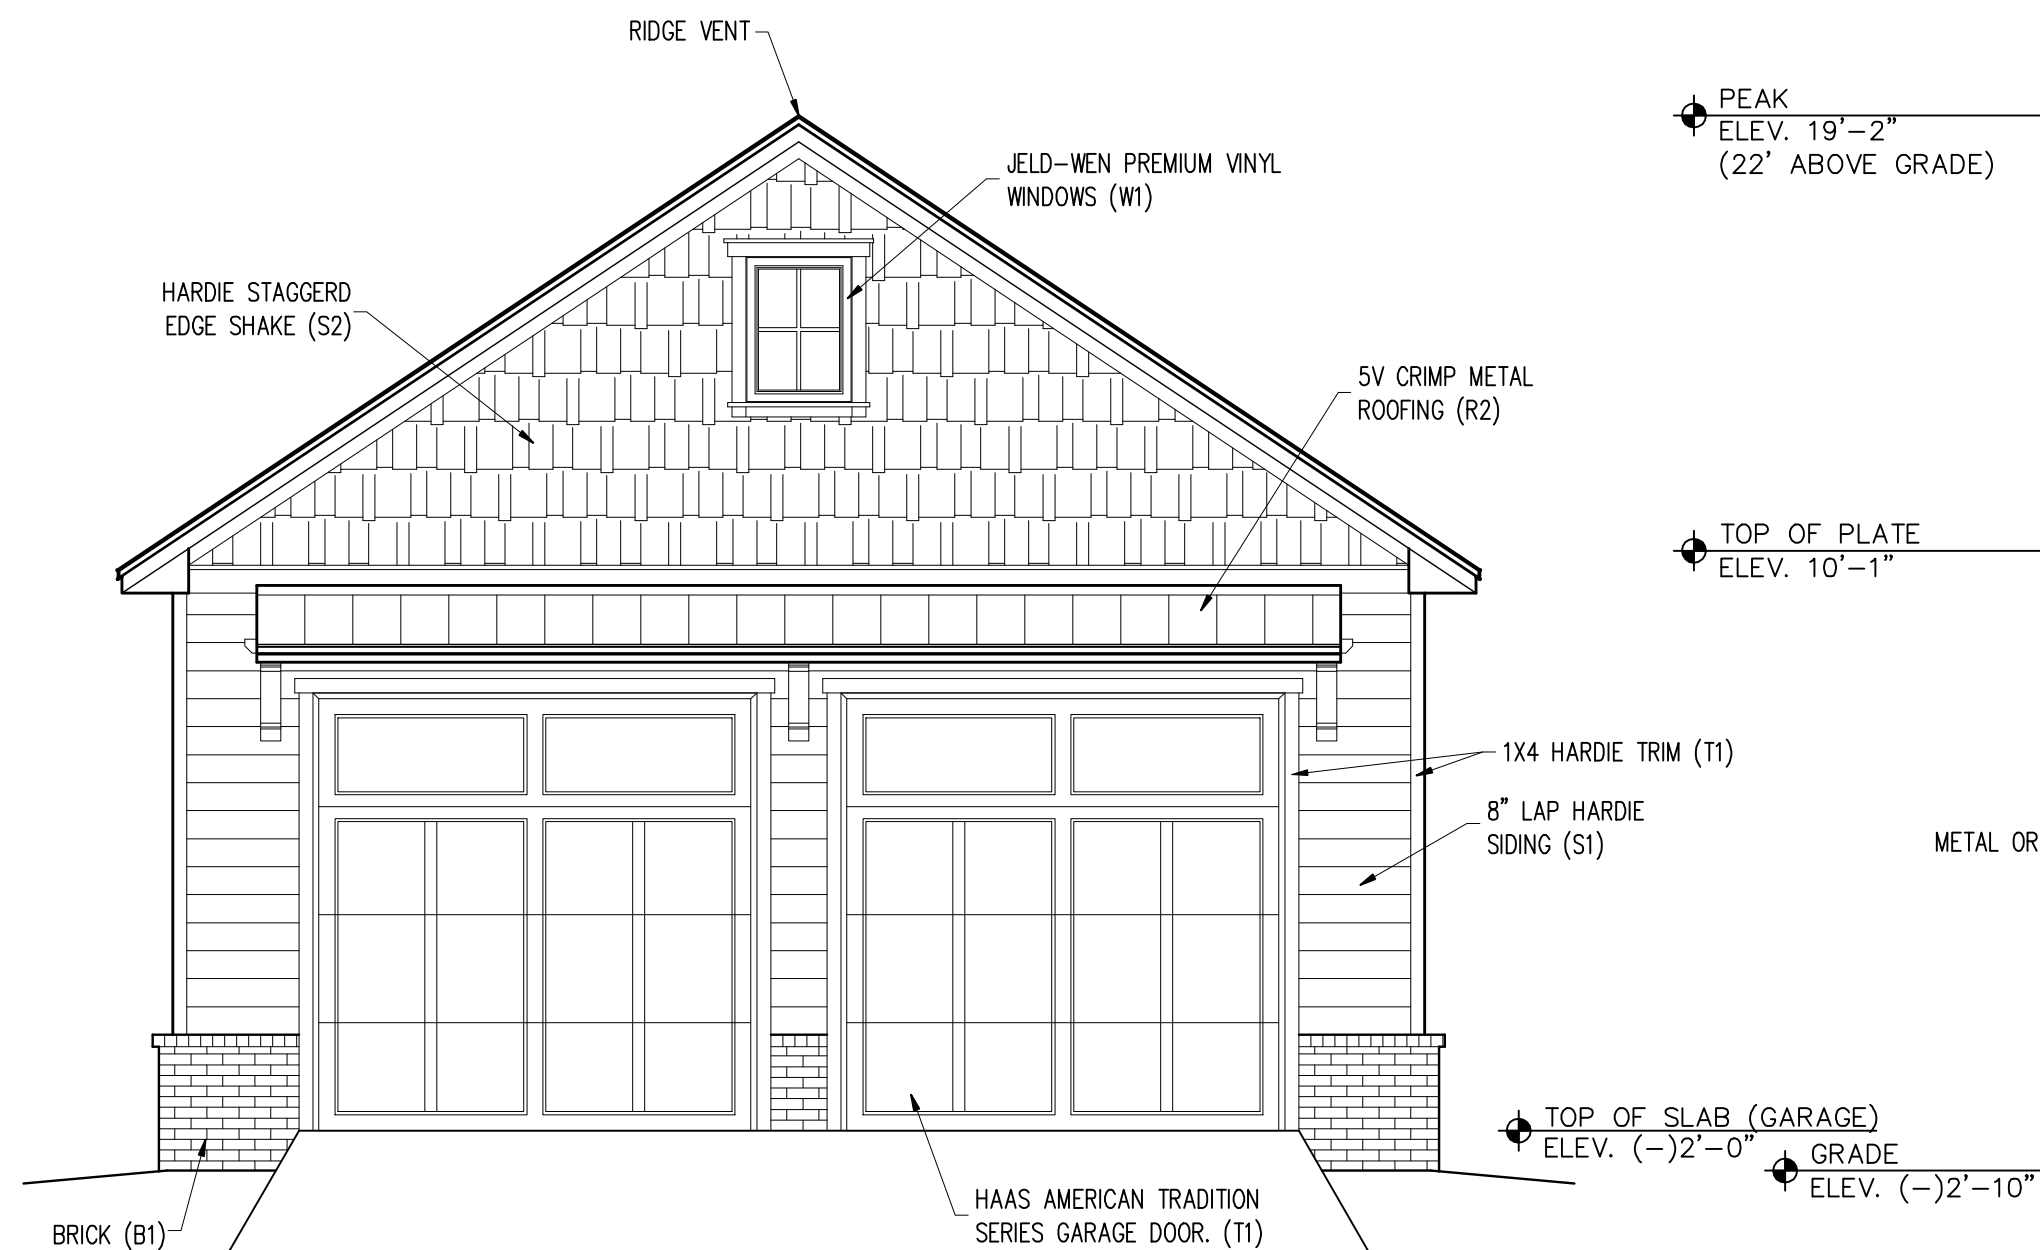 RIDGE VENT
PEAK
ELEV. 19'-2"
(22' ABOVE GRADE)
JELD-WEN PREMIUM VINYL
WINDOWS (W1)
HARDIE STAGGERD
EDGE SHAKE (S2)
5V CRIMP METAL
ROOFING (R2)
TOP OF PLATE
ELEV. 10'-1"
1X4 HARDIE TRIM (T1)
8" LAP HARDIE
SIDING (S1)
METAL OR
TOP OF SLAB (GARAGE)
ELEV. (-)2'-0"
GRADE
ELEV. (-)2'-10"
HAAS AMERICAN TRADITION
SERIES GARAGE DOOR. (T1)
BRICK (B1)